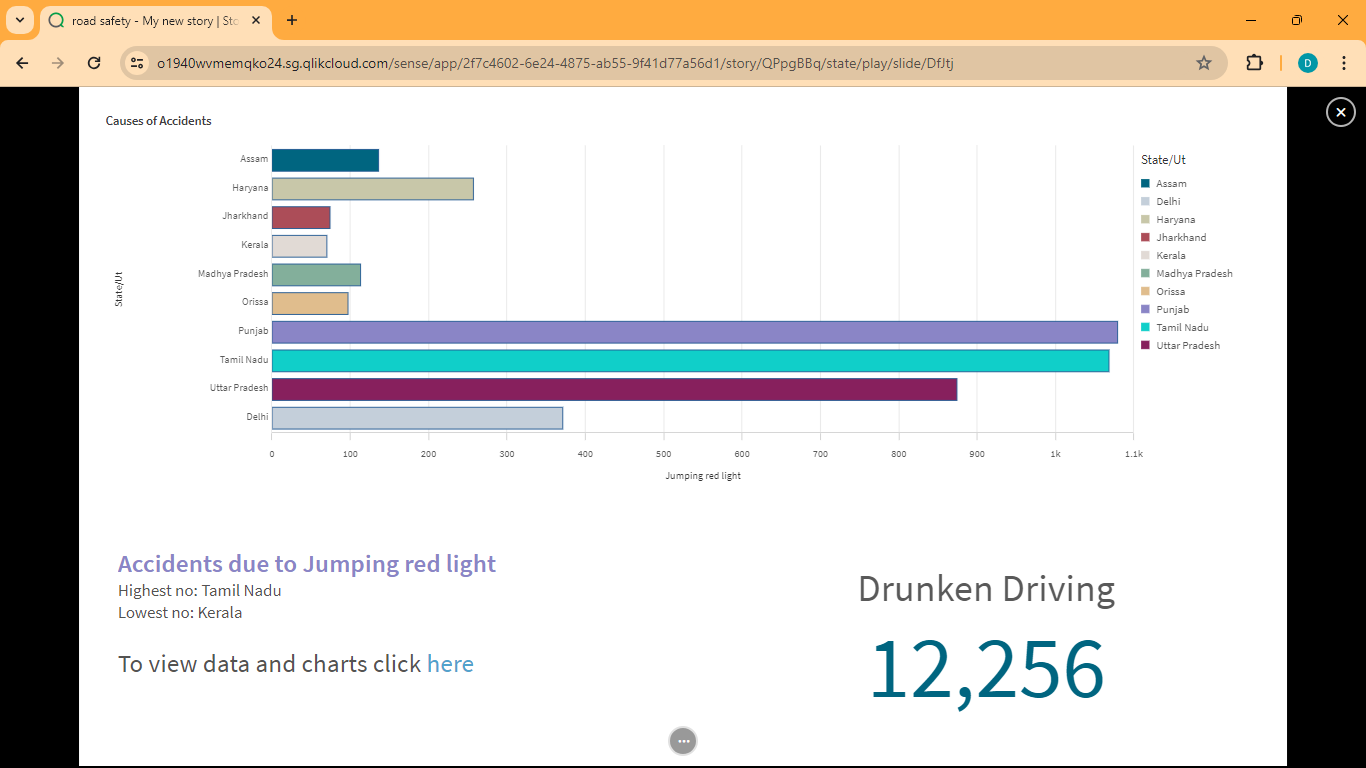 road safety - My new story | Sto
o1940wvmemqko24.sg.qlikcloud.com/sense/app/2f7c4602-6e24-4875-ab55-9f41d77a56d1/story/QPpgBBq/state/play/slide/DfJtj
D
Causes of Accidents
State/Ut
Assam
Haryana
Jharkhand
Kerala
Madhya Pradesh
Orissa
Punjab
Tamil Nadu
Uttar Pradesh
Delhi
0 100 200 300 400 500 600 700 800 900 1k 1.1k
Jumping red light
State/Ut
Assam
Delhi
Haryana
Jharkhand
Kerala
Madhya Pradesh
Orissa
Punjab
Tamil Nadu
Uttar Pradesh
Accidents due to Jumping red light
Highest no: Tamil Nadu
Lowest no: Kerala
To view data and charts click here
Drunken Driving
12,256